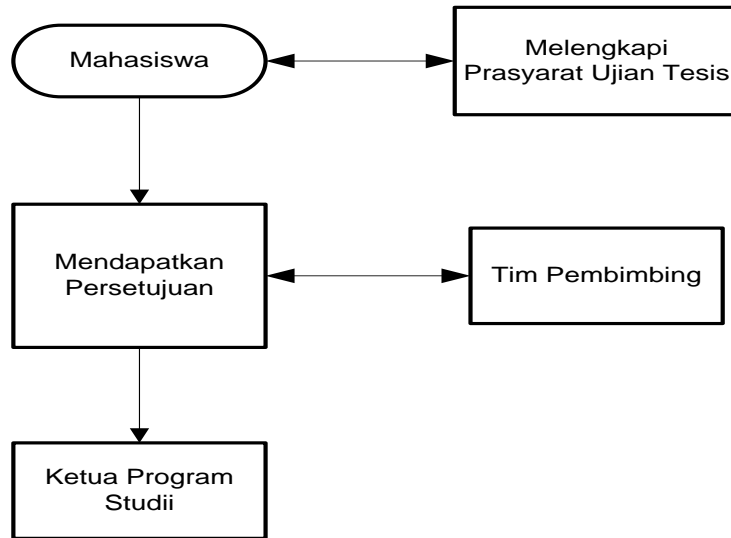 Mahasiswa
Melengkapi
Prasyarat Ujian Tesis
Mendapatkan
Persetujuan
Tim Pembimbing
Ketua Program
Studii